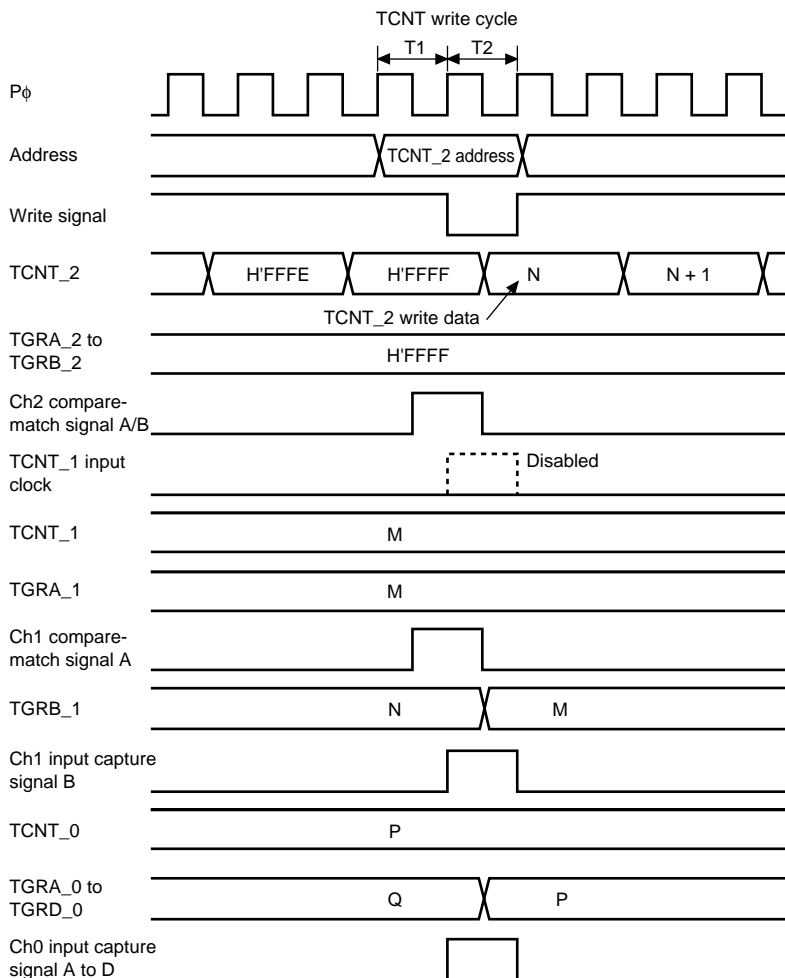 TCNT write cycle
T1 T2
Pϕ
Address
TCNT_2 address
Write signal
TCNT_2
H'FFFE H'FFFF N N + 1
TCNT_2 write data
TGRA_2 to
TGRB_2
H'FFFF
Ch2 compare-
match signal A/B
TCNT_1 input
clock
Disabled
TCNT_1
M
TGRA_1
M
Ch1 compare-
match signal A
TGRB_1
N M
Ch1 input capture
signal B
TCNT_0
P
TGRA_0 to
TGRD_0
Q P
Ch0 input capture
signal A to D